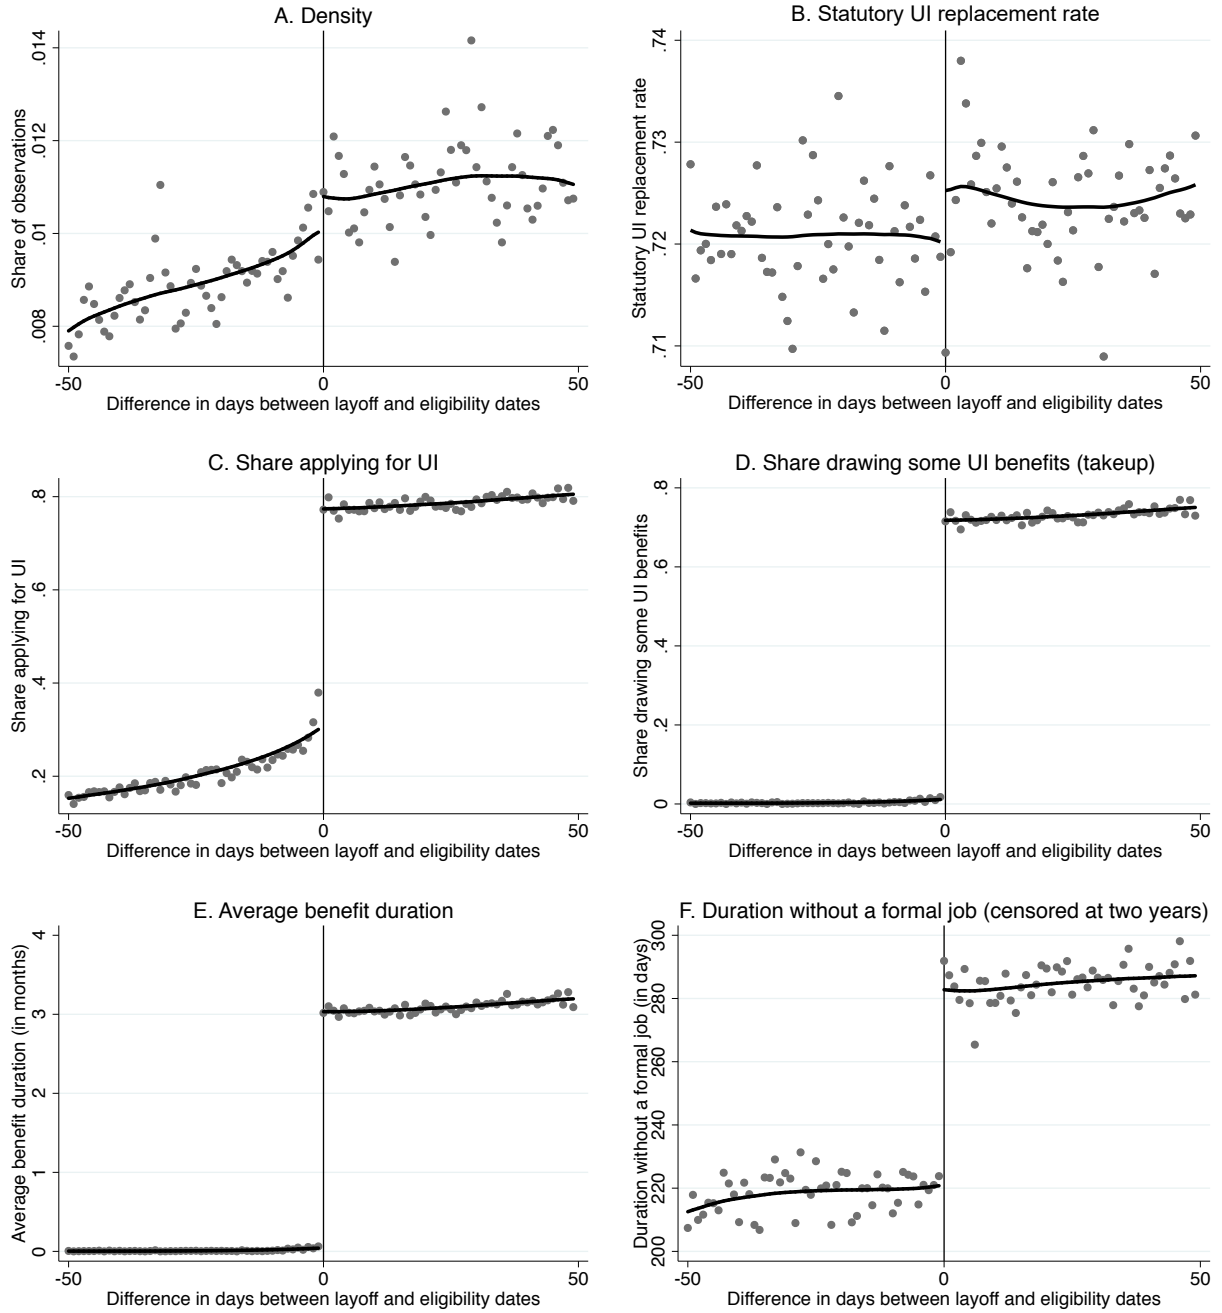 A. Density
Share of observations
.014
.012
.01
.008
-50
0
50
Difference in days between layoff and eligibility dates
B. Statutory UI replacement rate
Statutory UI replacement rate
.74
.73
.72
.71
-50
0
50
Difference in days between layoff and eligibility dates
C. Share applying for UI
Share applying for UI
.8
.6
.4
.2
-50
0
50
Difference in days between layoff and eligibility dates
D. Share drawing some UI benefits (takeup)
Share drawing some UI benefits
.8
.6
.4
.2
0
-50
0
50
Difference in days between layoff and eligibility dates
E. Average benefit duration
Average benefit duration (in months)
4
3
2
1
0
-50
0
50
Difference in days between layoff and eligibility dates
F. Duration without a formal job (censored at two years)
Duration without a formal job (in days)
300
280
260
240
220
200
-50
0
50
Difference in days between layoff and eligibility dates